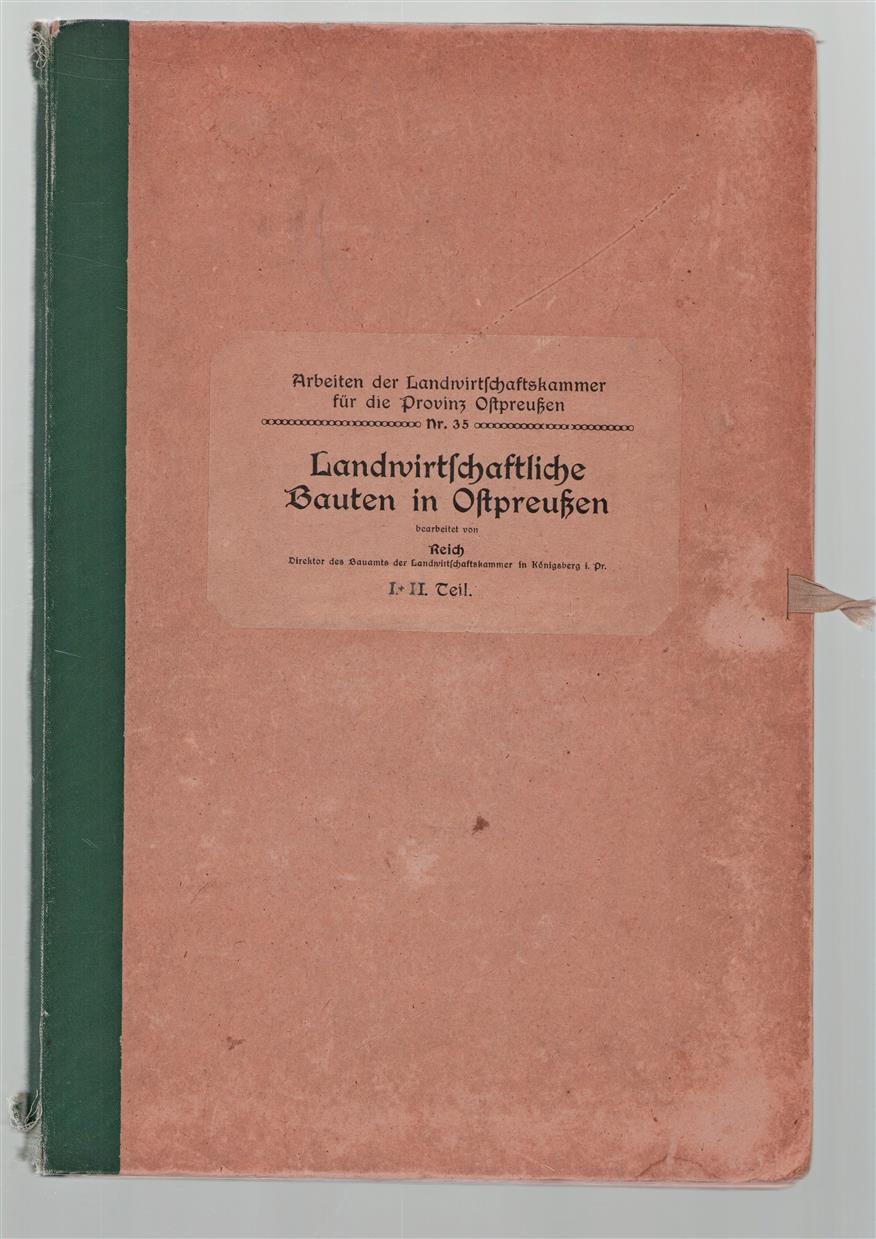 Arbeiten der Landwirtſchaftskammer
für die Provinz Oſtpreußen
Nr. 35
Landwirtſchaftliche
Bauten in Oſtpreußen
bearbeitet von
Reich
Direktor des Bauamts der Landwirtſchaftskammer in Königsberg i. Pr.
I.+ II. Teil.